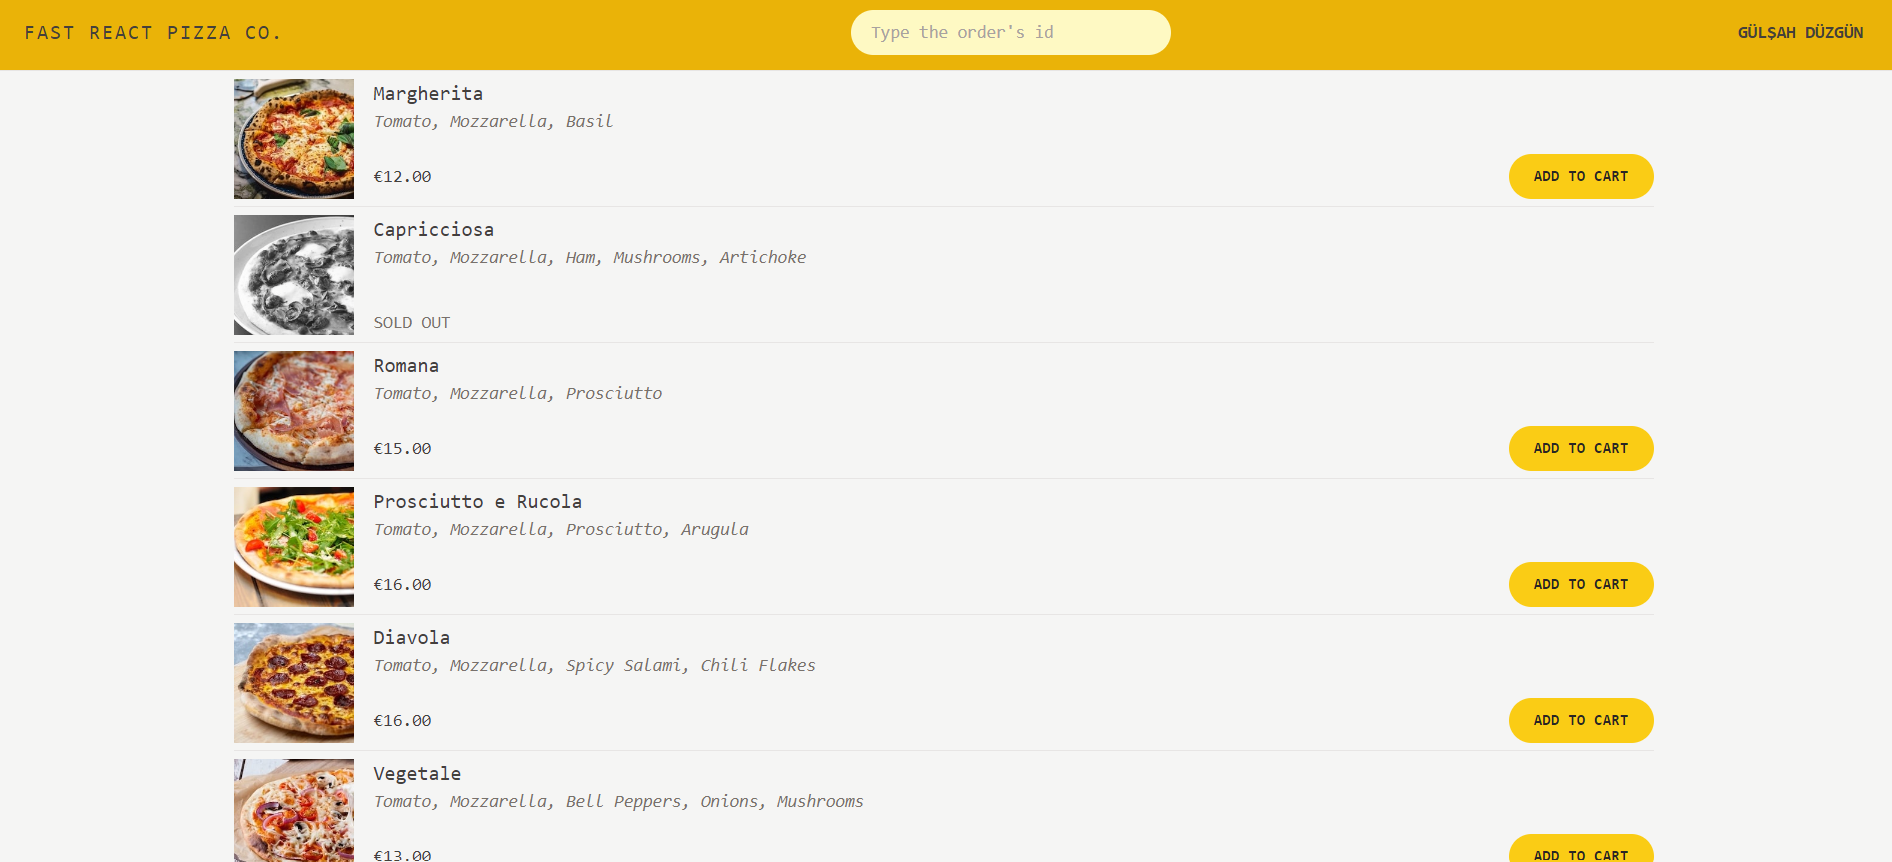 FAST REACT PIZZA CO.
Type the order's id
GÜLŞAH DÜZGÜN
Margherita
Tomato, Mozzarella, Basil
€12.00
ADD TO CART
Capricciosa
Tomato, Mozzarella, Ham, Mushrooms, Artichoke
SOLD OUT
Romana
Tomato, Mozzarella, Prosciutto
€15.00
ADD TO CART
Prosciutto e Rucola
Tomato, Mozzarella, Prosciutto, Arugula
€16.00
ADD TO CART
Diavola
Tomato, Mozzarella, Spicy Salami, Chili Flakes
€16.00
ADD TO CART
Vegetale
Tomato, Mozzarella, Bell Peppers, Onions, Mushrooms
€13.00
ADD TO CART